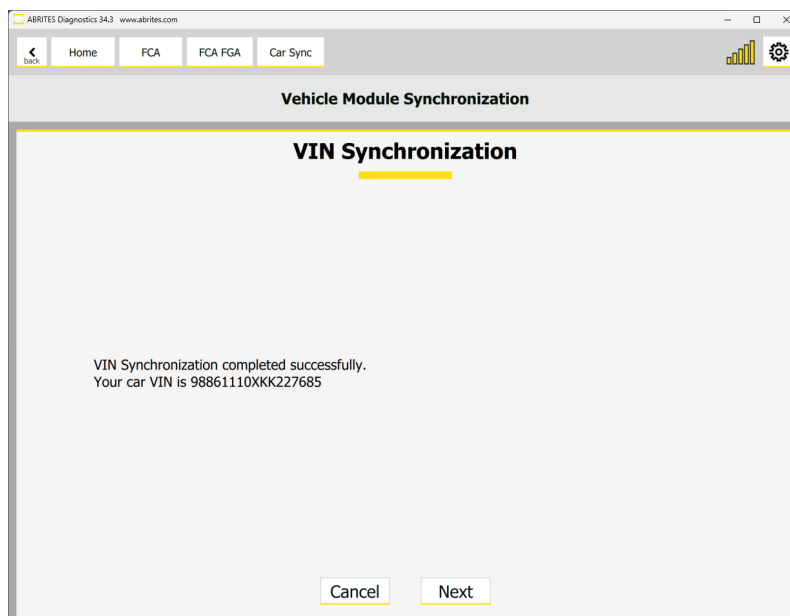 ABRITES Diagnostics 34.3 www.abrites.com
back
Home
FCA
FCA FGA
Car Sync
Vehicle Module Synchronization
VIN Synchronization
VIN Synchronization completed successfully.
Your car VIN is 98861110XKK227685
Cancel
Next